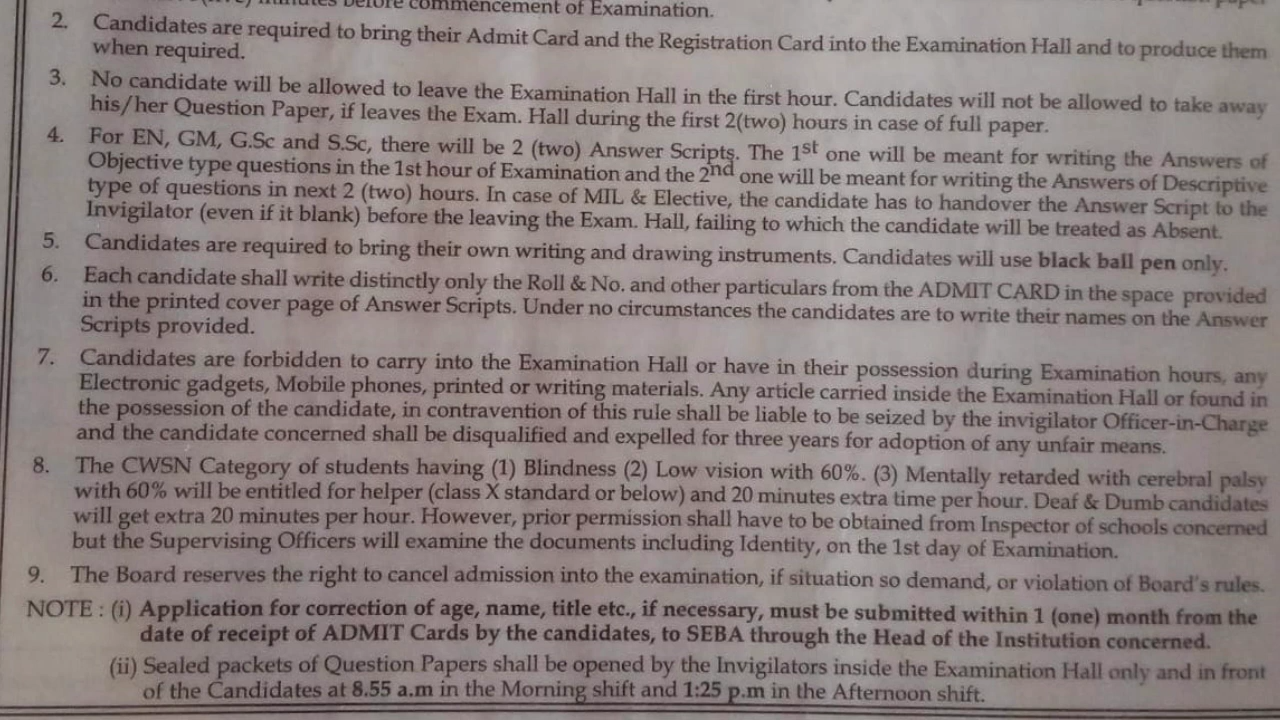 minutes before commencement of Examination.
2. Candidates are required to bring their Admit Card and the Registration Card into the Examination Hall and to produce them
when required.
3. No candidate will be allowed to leave the Examination Hall in the first hour. Candidates will not be allowed to take away
his/her Question Paper, if leaves the Exam. Hall during the first 2(two) hours in case of full paper.
4. For EN, GM, G.Sc and S.Sc, there will be 2 (two) Answer Scripts. The 1st one will be meant for writing the Answers of
Objective type questions in the 1st hour of Examination and the 2nd one will be meant for writing the Answers of Descriptive
type of questions in next 2 (two) hours. In case of MIL & Elective, the candidate has to handover the Answer Script to the
Invigilator (even if it blank) before the leaving the Exam. Hall, failing to which the candidate will be treated as Absent.
5. Candidates are required to bring their own writing and drawing instruments. Candidates will use black ball pen only.
6. Each candidate shall write distinctly only the Roll & No. and other particulars from the ADMIT CARD in the space provided
in the printed cover page of Answer Scripts. Under no circumstances the candidates are to write their names on the Answer
Scripts provided.
7. Candidates are forbidden to carry into the Examination Hall or have in their possession during Examination hours, any
Electronic gadgets, Mobile phones, printed or writing materials. Any article carried inside the Examination Hall or found in
the possession of the candidate, in contravention of this rule shall be liable to be seized by the invigilator Officer-in-Charge
and the candidate concerned shall be disqualified and expelled for three years for adoption of any unfair means.
8. The CWSN Category of students having (1) Blindness (2) Low vision with 60%. (3) Mentally retarded with cerebral palsy
with 60% will be entitled for helper (class X standard or below) and 20 minutes extra time per hour. Deaf & Dumb candidates
will get extra 20 minutes per hour. However, prior permission shall have to be obtained from Inspector of schools concerned
but the Supervising Officers will examine the documents including Identity, on the 1st day of Examination.
9. The Board reserves the right to cancel admission into the examination, if situation so demand, or violation of Board's rules.
NOTE : (i) Application for correction of age, name, title etc., if necessary, must be submitted within 1 (one) month from the
date of receipt of ADMIT Cards by the candidates, to SEBA through the Head of the Institution concerned.
(ii) Sealed packets of Question Papers shall be opened by the Invigilators inside the Examination Hall only and in front
of the Candidates at 8.55 a.m in the Morning shift and 1:25 p.m in the Afternoon shift.